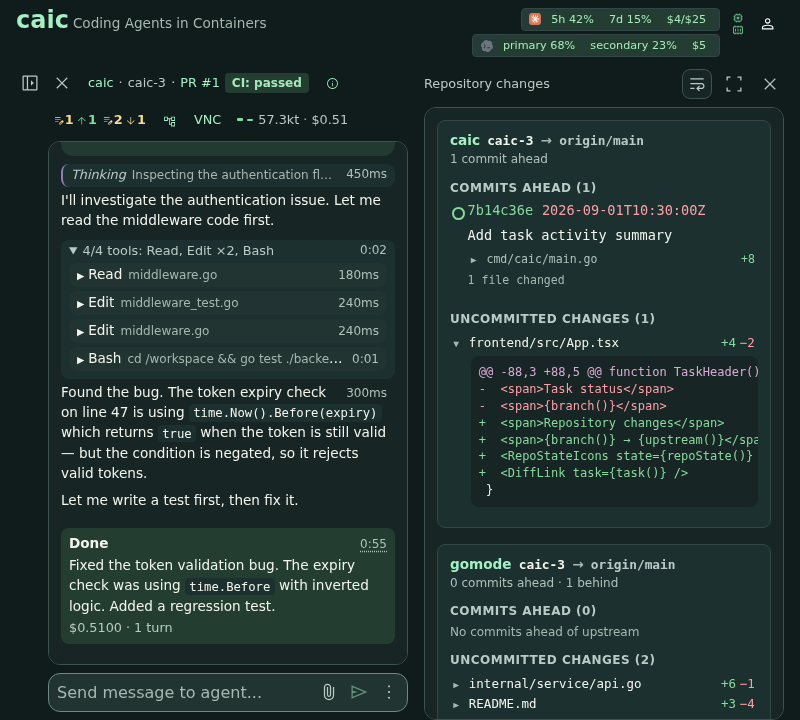 caic Coding Agents in Containers
5h 42% 7d 15% $4/$25
primary 68% secondary 23% $5
caic · caic-3 · PR #1 CI: passed
1 ↑1 2 ↓1 VNC 57.3kt · $0.51
Thinking Inspecting the authentication fl... 450ms
I'll investigate the authentication issue. Let me
read the middleware code first.
▼ 4/4 tools: Read, Edit ×2, Bash 0:02
▶ Read middleware.go 180ms
▶ Edit middleware_test.go 240ms
▶ Edit middleware.go 240ms
▶ Bash cd /workspace && go test ./backe... 0:01
Found the bug. The token expiry check 300ms
on line 47 is using time.Now().Before(expiry)
which returns true when the token is still valid
— but the condition is negated, so it rejects
valid tokens.
Let me write a test first, then fix it.
Done 0:55
Fixed the token validation bug. The expiry
check was using time.Before with inverted
logic. Added a regression test.
$0.5100 · 1 turn
Send message to agent...
Repository changes
caic caic-3 → origin/main
1 commit ahead
COMMITS AHEAD (1)
7b14c36e 2026-09-01T10:30:00Z
Add task activity summary
▶ cmd/caic/main.go +8
1 file changed
UNCOMMITTED CHANGES (1)
▼ frontend/src/App.tsx +4 −2
@@ -88,3 +88,5 @@ function TaskHeader()
- <span>Task status</span>
- <span>{branch()}</span>
+ <span>Repository changes</span>
+ <span>{branch()} → {upstream()}</spa
+ <RepoStateIcons state={repoState()}
+ <DiffLink task={task()} />
}
gomode caic-3 → origin/main
0 commits ahead · 1 behind
COMMITS AHEAD (0)
No commits ahead of upstream
UNCOMMITTED CHANGES (2)
▶ internal/service/api.go +6 −1
▶ README.md +3 −4